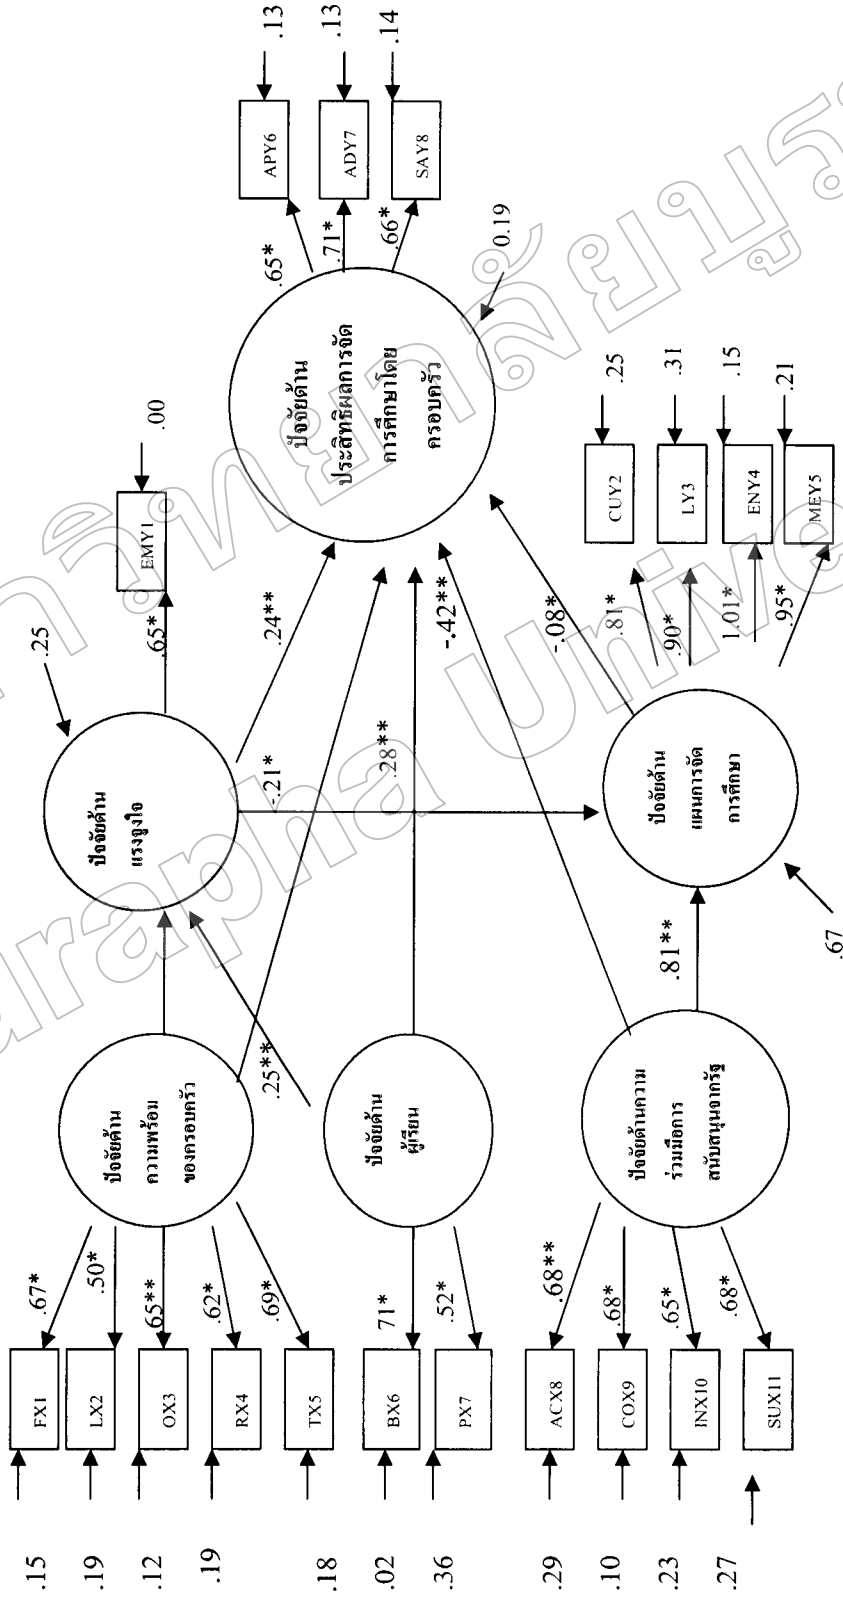 .15
FX1
.67*
.19
LX2
.50*
.12
OX3
.65**
.19
RX4
.62*
.18
TX5
.69*
.02
BX6
71*
.36
PX7
.52*
.29
ACX8
.68**
.10
COX9
.68*
.23
INX10
.65*
.27
SUX11
.68*
ปัจจัยด้าน
ความพร้อม
ของครอบครัว
ปัจจัยด้าน
ผู้เรียน
ปัจจัยด้านความ
ร่วมมือการ
สนับสนุนจากรัฐ
.25**
.81**
ปัจจัยด้าน
แรงจูงใจ
.25
-.21*
.28**
ปัจจัยด้าน
แผนการจัด
การศึกษา
.67
.24**
-.42**
-.08*
.65*
EMY1
.00
ปัจจัยด้าน
ประสิทธิผลการจัด
การศึกษาโดย
ครอบครัว
0.19
.65*
APY6
.13
.71*
ADY7
.13
.66*
SAY8
.14
.81*
CUY2
.25
.90*
LY3
.31
1.01*
ENY4
.15
.95*
MEY5
.21
าวิทยาลัยบูร
arapha Unive